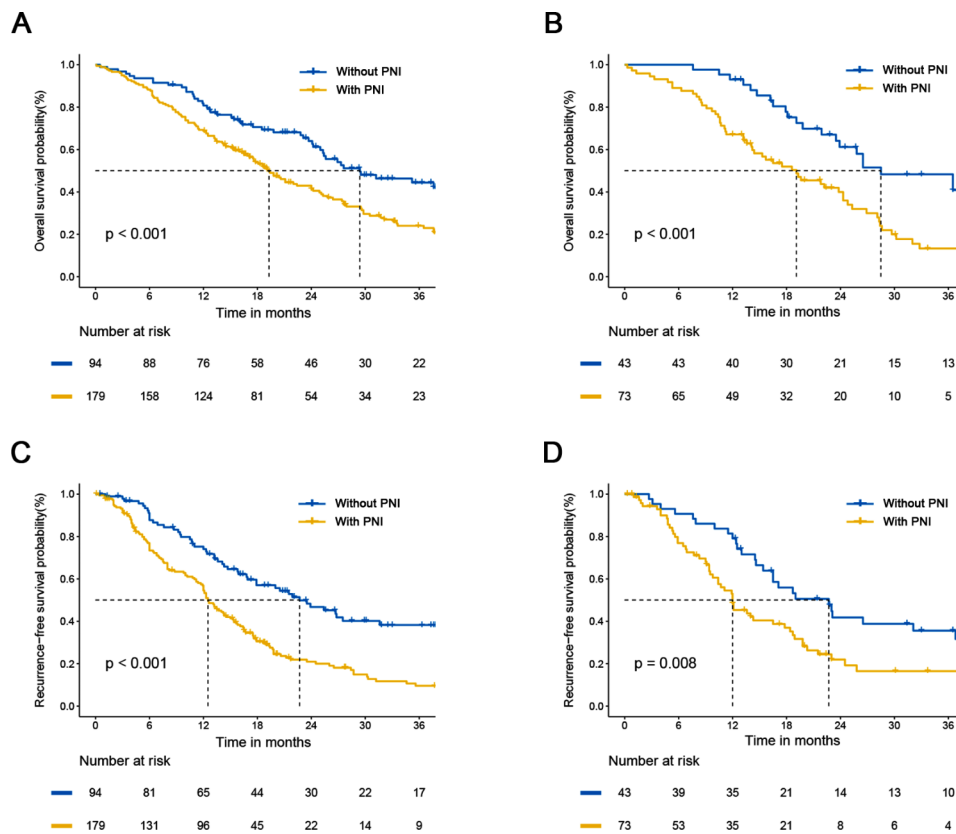 A
Overall survival probability(%)
1.0
0.8
0.6
0.4
0.2
0.0
Without PNI
With PNI
p < 0.001
0 6 12 18 24 30 36
Time in months
Number at risk
94 88 76 58 46 30 22
179 158 124 81 54 34 23
B
Overall survival probability(%)
1.0
0.8
0.6
0.4
0.2
0.0
Without PNI
With PNI
p < 0.001
0 6 12 18 24 30 36
Time in months
Number at risk
43 43 40 30 21 15 13
73 65 49 32 20 10 5
C
Recurrence-free survival probability(%)
1.0
0.8
0.6
0.4
0.2
0.0
Without PNI
With PNI
p < 0.001
0 6 12 18 24 30 36
Time in months
Number at risk
94 81 65 44 30 22 17
179 131 96 45 22 14 9
D
Recurrence-free survival probability(%)
1.0
0.8
0.6
0.4
0.2
0.0
Without PNI
With PNI
p = 0.008
0 6 12 18 24 30 36
Time in months
Number at risk
43 39 35 21 14 13 10
73 53 35 21 8 6 4